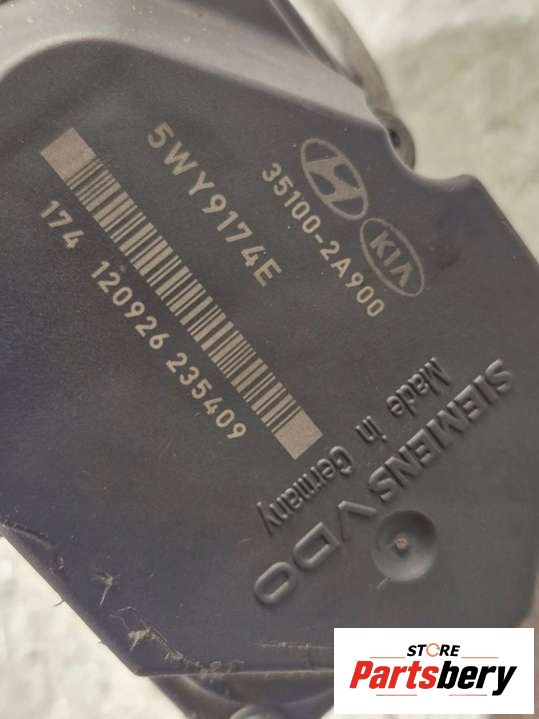 KIA
35100-2A900
5WY9174E
174 120926 235409
SIEMENS VDO
Made in Germany
STORE
Partsbery